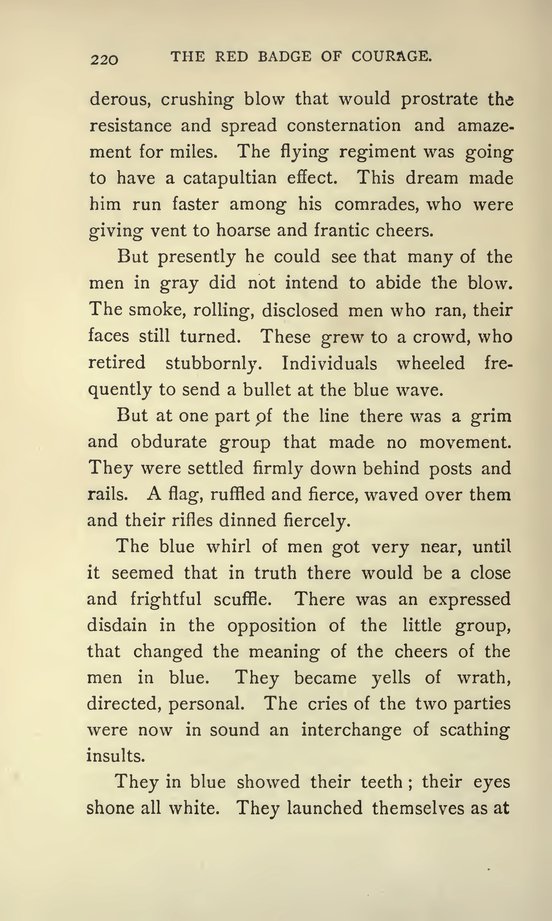 220 THE RED BADGE OF COURAGE.
derous, crushing blow that would prostrate the
resistance and spread consternation and amaze-
ment for miles. The flying regiment was going
to have a catapultian effect. This dream made
him run faster among his comrades, who were
giving vent to hoarse and frantic cheers.
But presently he could see that many of the
men in gray did not intend to abide the blow.
The smoke, rolling, disclosed men who ran, their
faces still turned. These grew to a crowd, who
retired stubbornly. Individuals wheeled fre-
quently to send a bullet at the blue wave.
But at one part of the line there was a grim
and obdurate group that made no movement.
They were settled firmly down behind posts and
rails. A flag, ruffled and fierce, waved over them
and their rifles dinned fiercely.
The blue whirl of men got very near, until
it seemed that in truth there would be a close
and frightful scuffle. There was an expressed
disdain in the opposition of the little group,
that changed the meaning of the cheers of the
men in blue. They became yells of wrath,
directed, personal. The cries of the two parties
were now in sound an interchange of scathing
insults.
They in blue showed their teeth ; their eyes
shone all white. They launched themselves as at